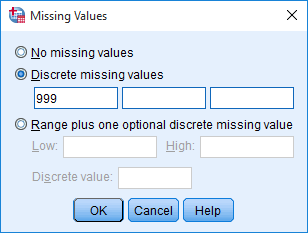 Missing Values
No missing values
Discrete missing values
999
Range plus one optional discrete missing value
Low: High:
Discrete value:
OK Cancel Help